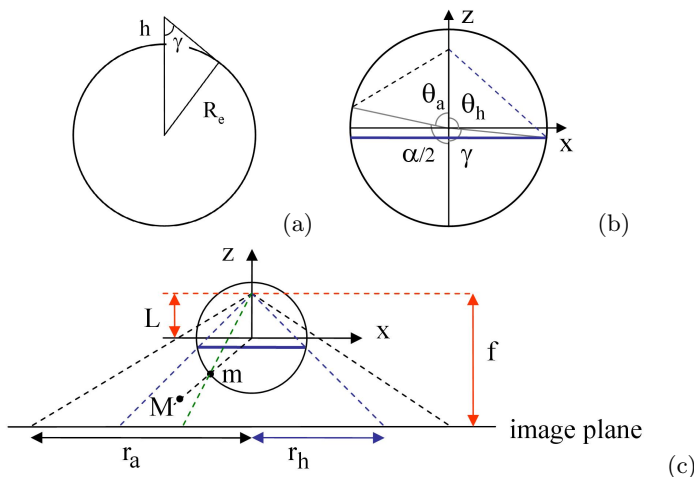 h
γ
R_e
(a)
z
θ_a
θ_h
x
α/2
γ
(b)
z
L
x
f
m
M
image plane
r_a
r_h
(c)